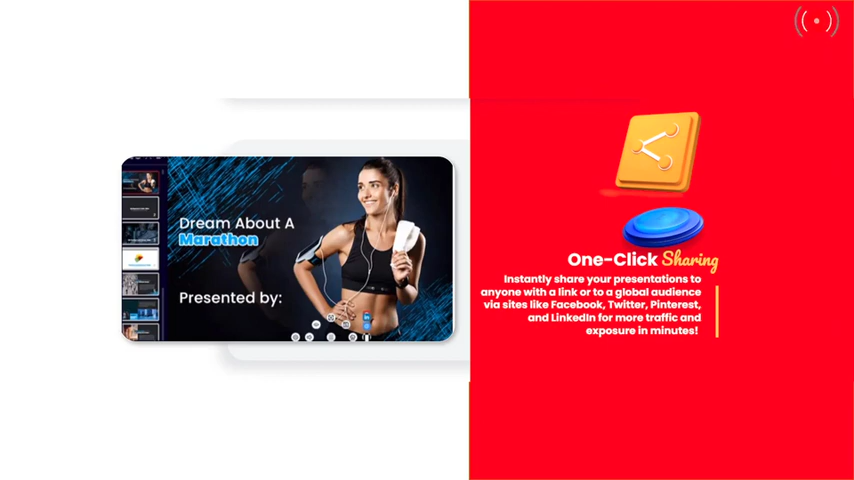 Dream About A
Marathon
Presented by:
One-Click Sharing
Instantly share your presentations to
anyone with a link or to a global audience
via sites like Facebook, Twitter, Pinterest,
and LinkedIn for more traffic and
exposure in minutes!